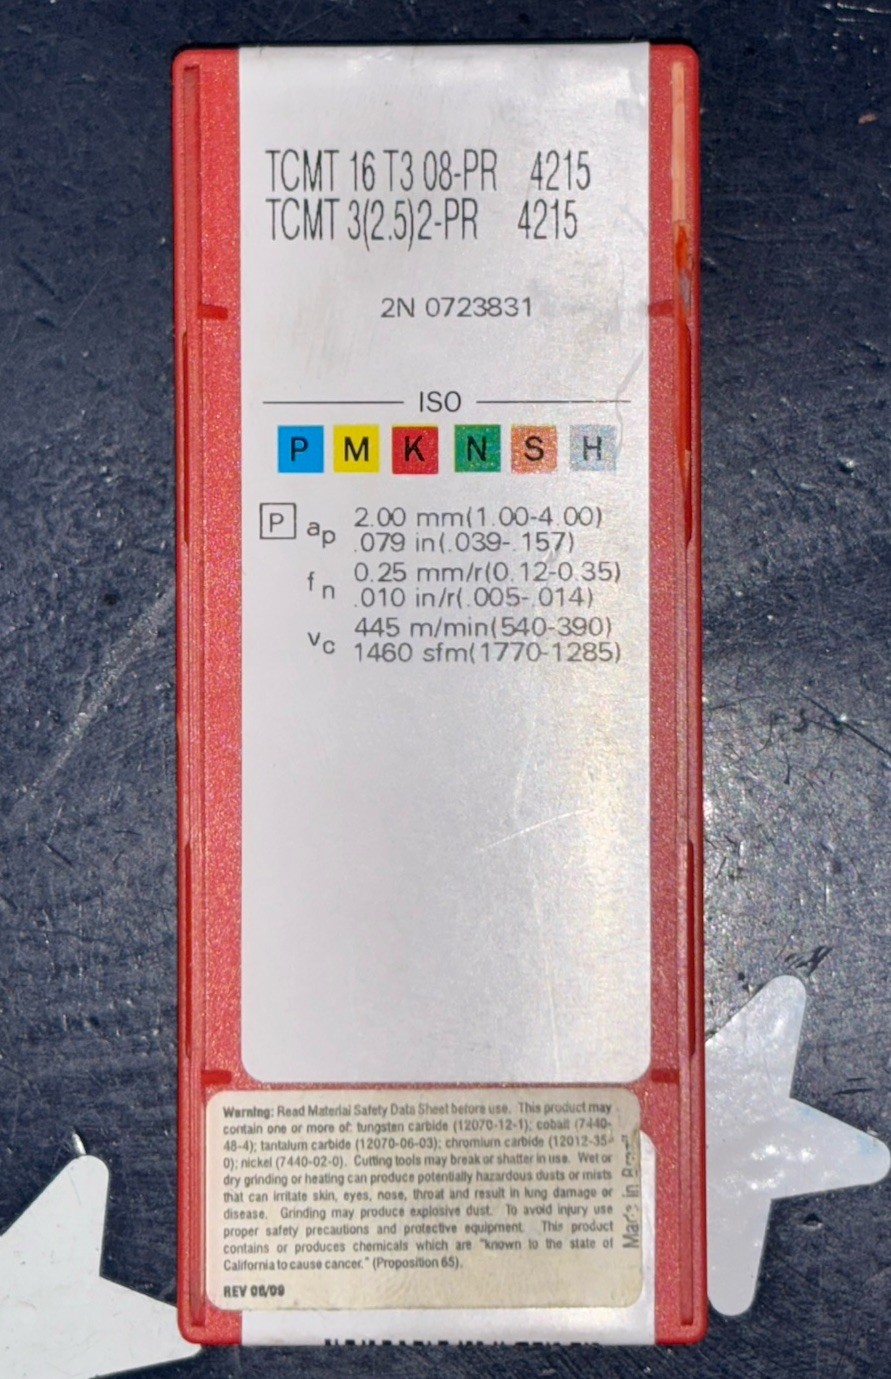 TCMT 16 T3 08-PR 4215
TCMT 3(2.5)2-PR 4215
2N 0723831
ISO
P M K N S H
P ap 2.00 mm(1.00-4.00)
.079 in(.039-.157)
fn 0.25 mm/r(0.12-0.35)
.010 in/r(.005-.014)
vc 445 m/min(540-390)
1460 sfm(1770-1285)
Warning: Read Material Safety Data Sheet before use. This product may
contain one or more of: tungsten carbide (12070-12-1); cobalt (7440-
48-4); tantalum carbide (12070-06-03); chromium carbide (12012-35-
0); nickel (7440-02-0). Cutting tools may break or shatter in use. Wet or
dry grinding or heating can produce potentially hazardous dusts or mists
that can irritate skin, eyes, nose, throat and result in lung damage or
disease. Grinding may produce explosive dust. To avoid injury use
proper safety precautions and protective equipment. This product
contains or produces chemicals which are "known to the state of
California to cause cancer." (Proposition 65).
REV 06/09
in